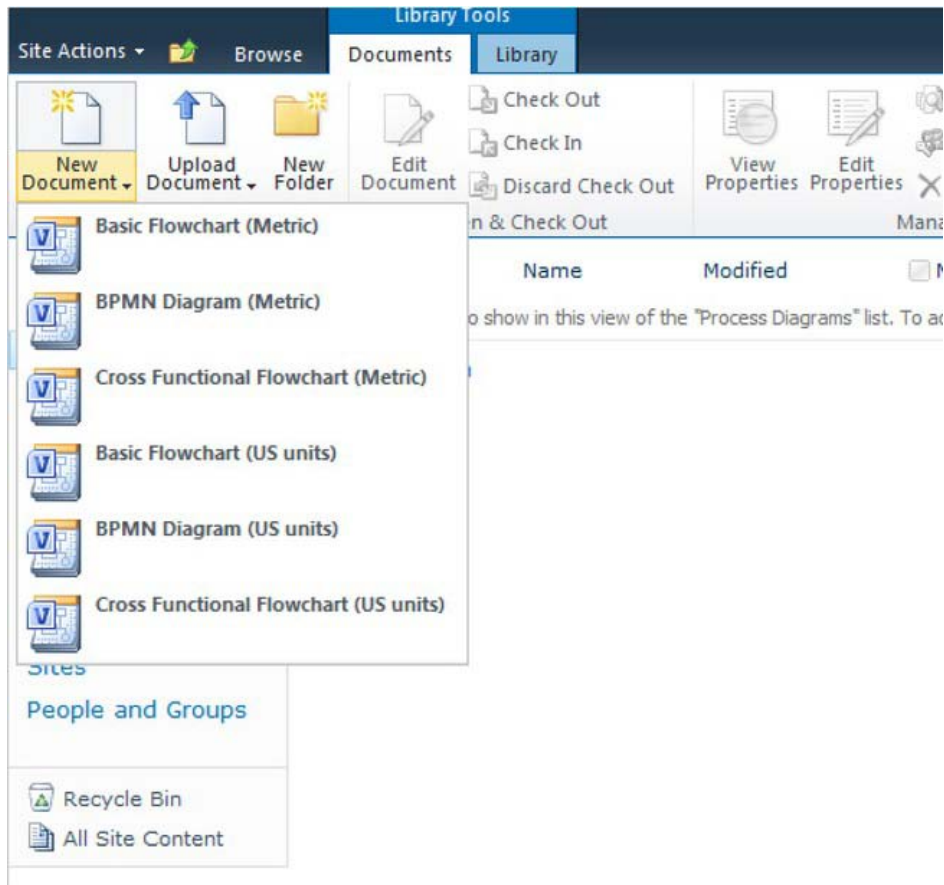 Library Tools
Site Actions
Browse
Documents
Library
New Document
Upload Document
New Folder
Edit Document
Check Out
Check In
Discard Check Out
View Properties
Edit Properties
n & Check Out
Mana
Basic Flowchart (Metric)
BPMN Diagram (Metric)
Cross Functional Flowchart (Metric)
Basic Flowchart (US units)
BPMN Diagram (US units)
Cross Functional Flowchart (US units)
Name
Modified
o show in this view of the "Process Diagrams" list. To ad
Sites
People and Groups
Recycle Bin
All Site Content